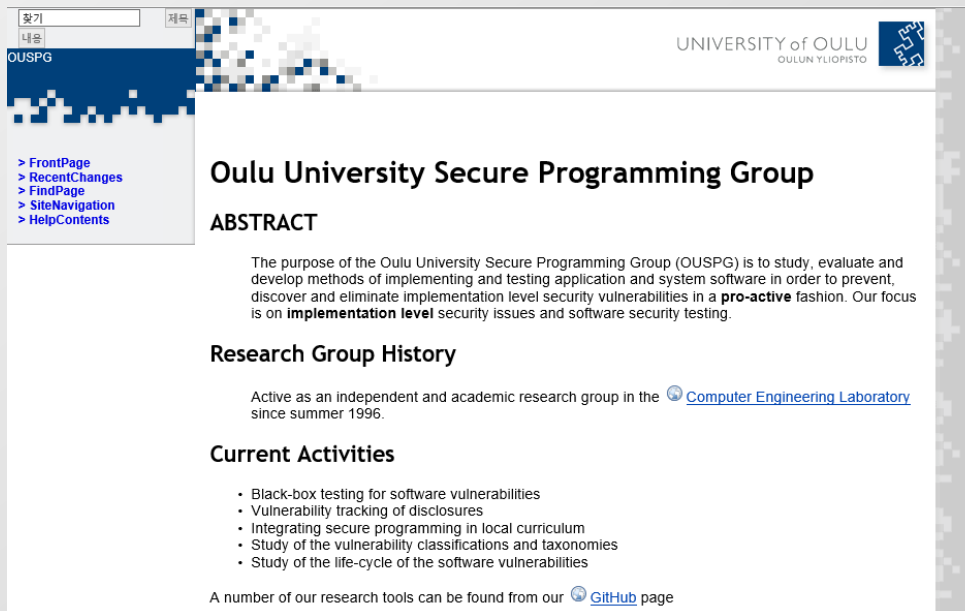 찾기
제목
내용
OUSPG
> FrontPage
> RecentChanges
> FindPage
> SiteNavigation
> HelpContents
UNIVERSITY of OULU
OULUN YLIOPISTO
Oulu University Secure Programming Group
ABSTRACT
The purpose of the Oulu University Secure Programming Group (OUSPG) is to study, evaluate and
develop methods of implementing and testing application and system software in order to prevent,
discover and eliminate implementation level security vulnerabilities in a pro-active fashion. Our focus
is on implementation level security issues and software security testing.
Research Group History
Active as an independent and academic research group in the Computer Engineering Laboratory
since summer 1996.
Current Activities
• Black-box testing for software vulnerabilities
• Vulnerability tracking of disclosures
• Integrating secure programming in local curriculum
• Study of the vulnerability classifications and taxonomies
• Study of the life-cycle of the software vulnerabilities
A number of our research tools can be found from our GitHub page